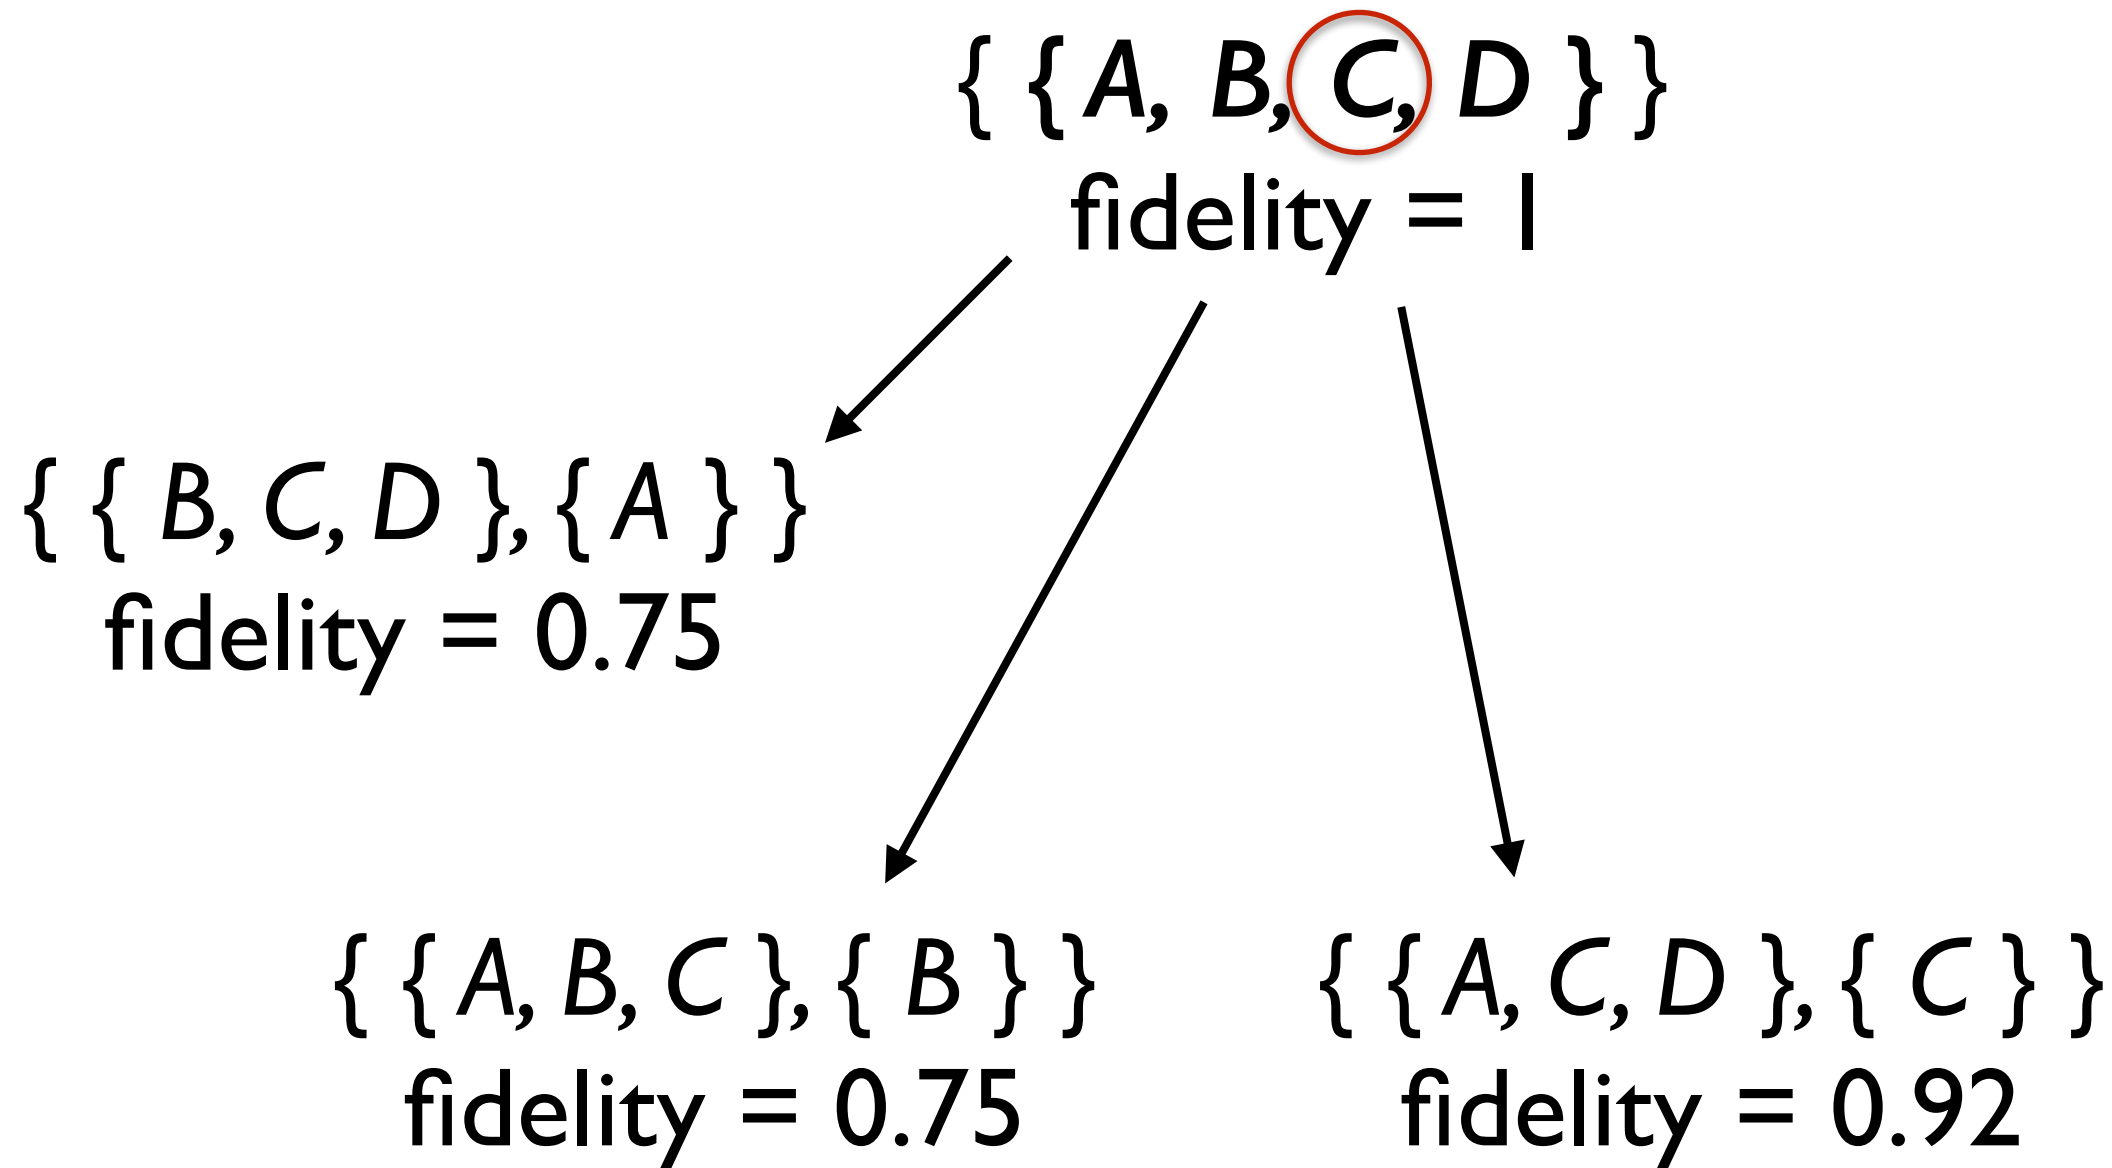 { { A, B, C, D } }
fidelity = 1
{ { B, C, D }, { A } }
fidelity = 0.75
{ { A, B, C }, { B } }
fidelity = 0.75
{ { A, C, D }, { C } }
fidelity = 0.92